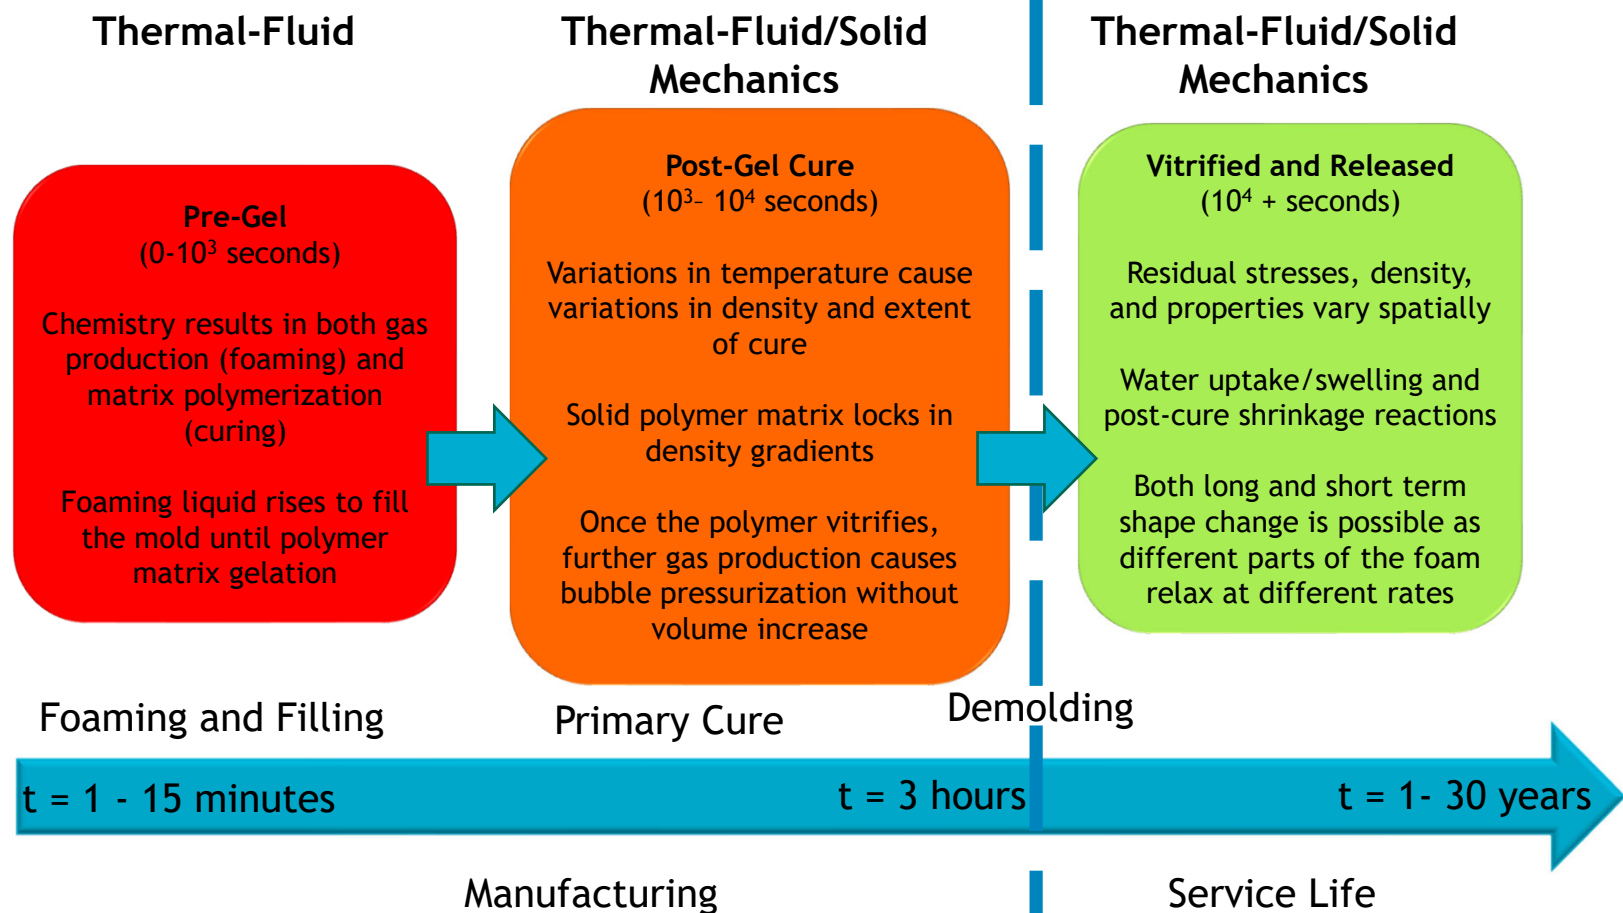 Thermal-Fluid
Thermal-Fluid/Solid
Mechanics
Thermal-Fluid/Solid
Mechanics
Pre-Gel
(0-10³ seconds)
Chemistry results in both gas
production (foaming) and
matrix polymerization
(curing)
Foaming liquid rises to fill
the mold until polymer
matrix gelation
Post-Gel Cure
(10³– 10⁴ seconds)
Variations in temperature cause
variations in density and extent
of cure
Solid polymer matrix locks in
density gradients
Once the polymer vitrifies,
further gas production causes
bubble pressurization without
volume increase
Vitrified and Released
(10⁴ + seconds)
Residual stresses, density,
and properties vary spatially
Water uptake/swelling and
post-cure shrinkage reactions
Both long and short term
shape change is possible as
different parts of the foam
relax at different rates
Foaming and Filling
Primary Cure
Demolding
t = 1 - 15 minutes
t = 3 hours
t = 1- 30 years
Manufacturing
Service Life